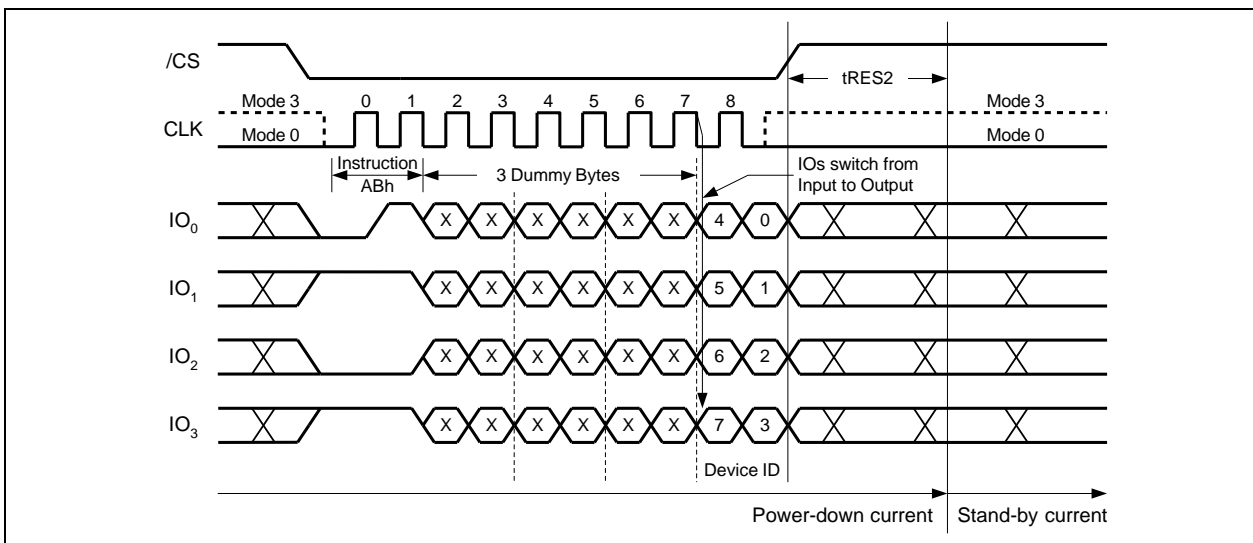 /CS
tRES2
Mode 3 0 1 2 3 4 5 6 7 8 Mode 3
CLK
Mode 0 Mode 0
Instruction
ABh
3 Dummy Bytes
IOs switch from
Input to Output
IO0 X X X X X X 4 0
IO1 X X X X X X 5 1
IO2 X X X X X X 6 2
IO3 X X X X X X 7 3
Device ID
Power-down current Stand-by current